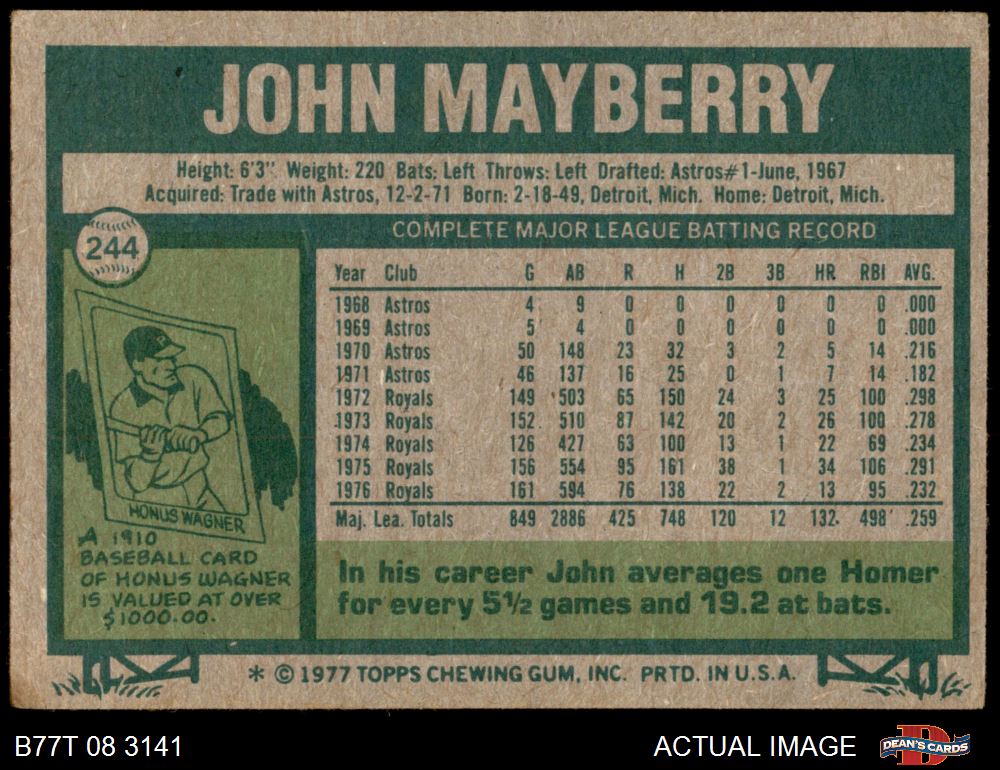 JOHN MAYBERRY
Height: 6'3" Weight: 220 Bats: Left Throws: Left Drafted: Astros#1-June, 1967
Acquired: Trade with Astros, 12-2-71 Born: 2-18-49, Detroit, Mich. Home: Detroit, Mich.
244
COMPLETE MAJOR LEAGUE BATTING RECORD
Year Club G AB R H 2B 3B HR RBI AVG.
1968 Astros 4 9 0 0 0 0 0 0 .000
1969 Astros 5 4 0 0 0 0 0 0 .000
1970 Astros 50 148 23 32 3 2 5 14 .216
1971 Astros 46 137 16 25 0 1 7 14 .182
1972 Royals 149 503 65 150 24 3 25 100 .298
1973 Royals 152 510 87 142 20 2 26 100 .278
1974 Royals 126 427 63 100 13 1 22 69 .234
1975 Royals 156 554 95 161 38 1 34 106 .291
1976 Royals 161 594 76 138 22 2 13 95 .232
Maj. Lea. Totals 849 2886 425 748 120 12 132 498 .259
HONUS WAGNER
A 1910
BASEBALL CARD
OF HONUS WAGNER
IS VALUED AT OVER
$1000.00.
In his career John averages one Homer
for every 5½ games and 19.2 at bats.
* © 1977 TOPPS CHEWING GUM, INC. PRTD. IN U.S.A.
B77T 08 3141
ACTUAL IMAGE
D
DEAN'S CARDS